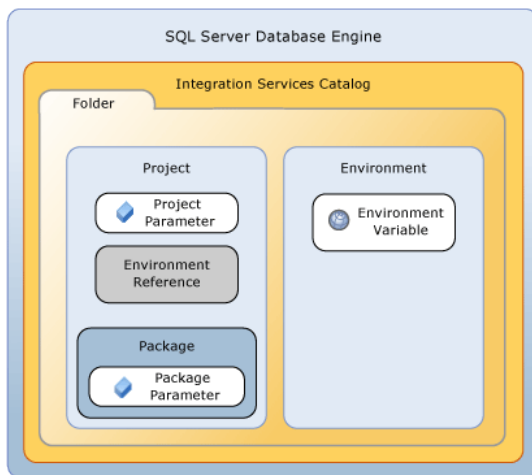 SQL Server Database Engine
Integration Services Catalog
Folder
Project
Project
Parameter
Environment
Reference
Package
Package
Parameter
Environment
Environment
Variable